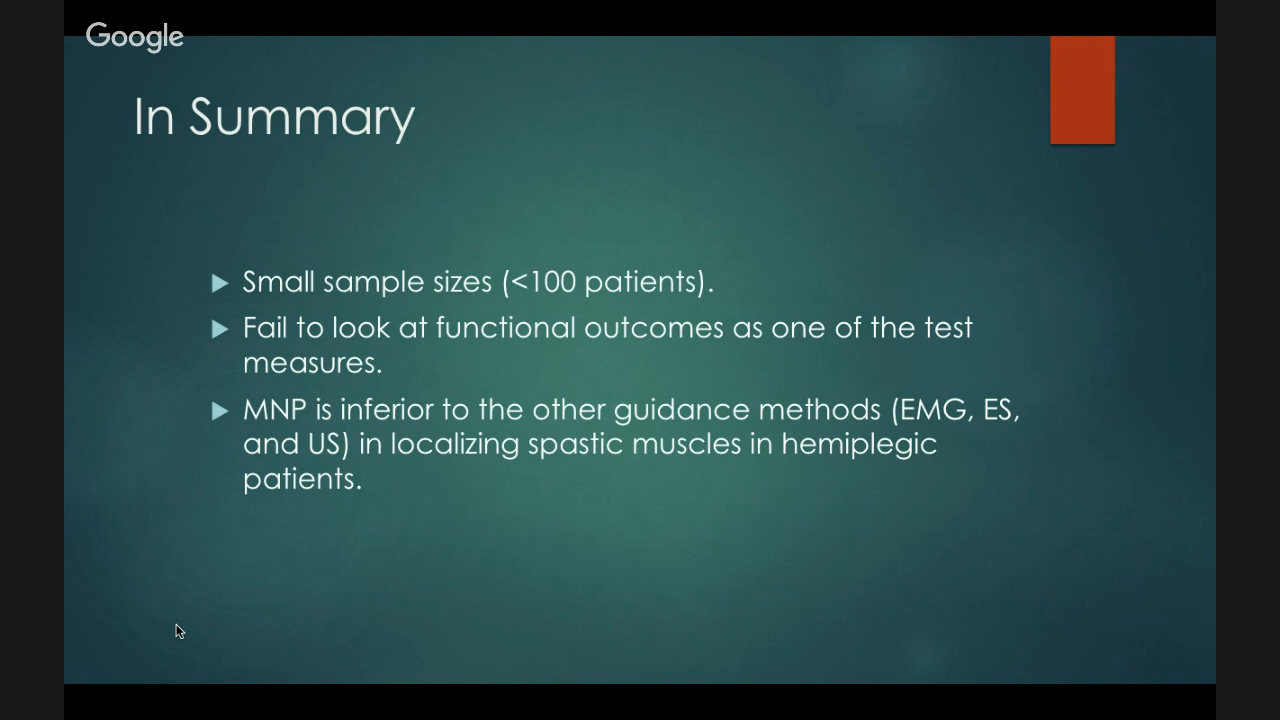 Google
In Summary
Small sample sizes (<100 patients).
Fail to look at functional outcomes as one of the test
measures.
MNP is inferior to the other guidance methods (EMG, ES,
and US) in localizing spastic muscles in hemiplegic
patients.